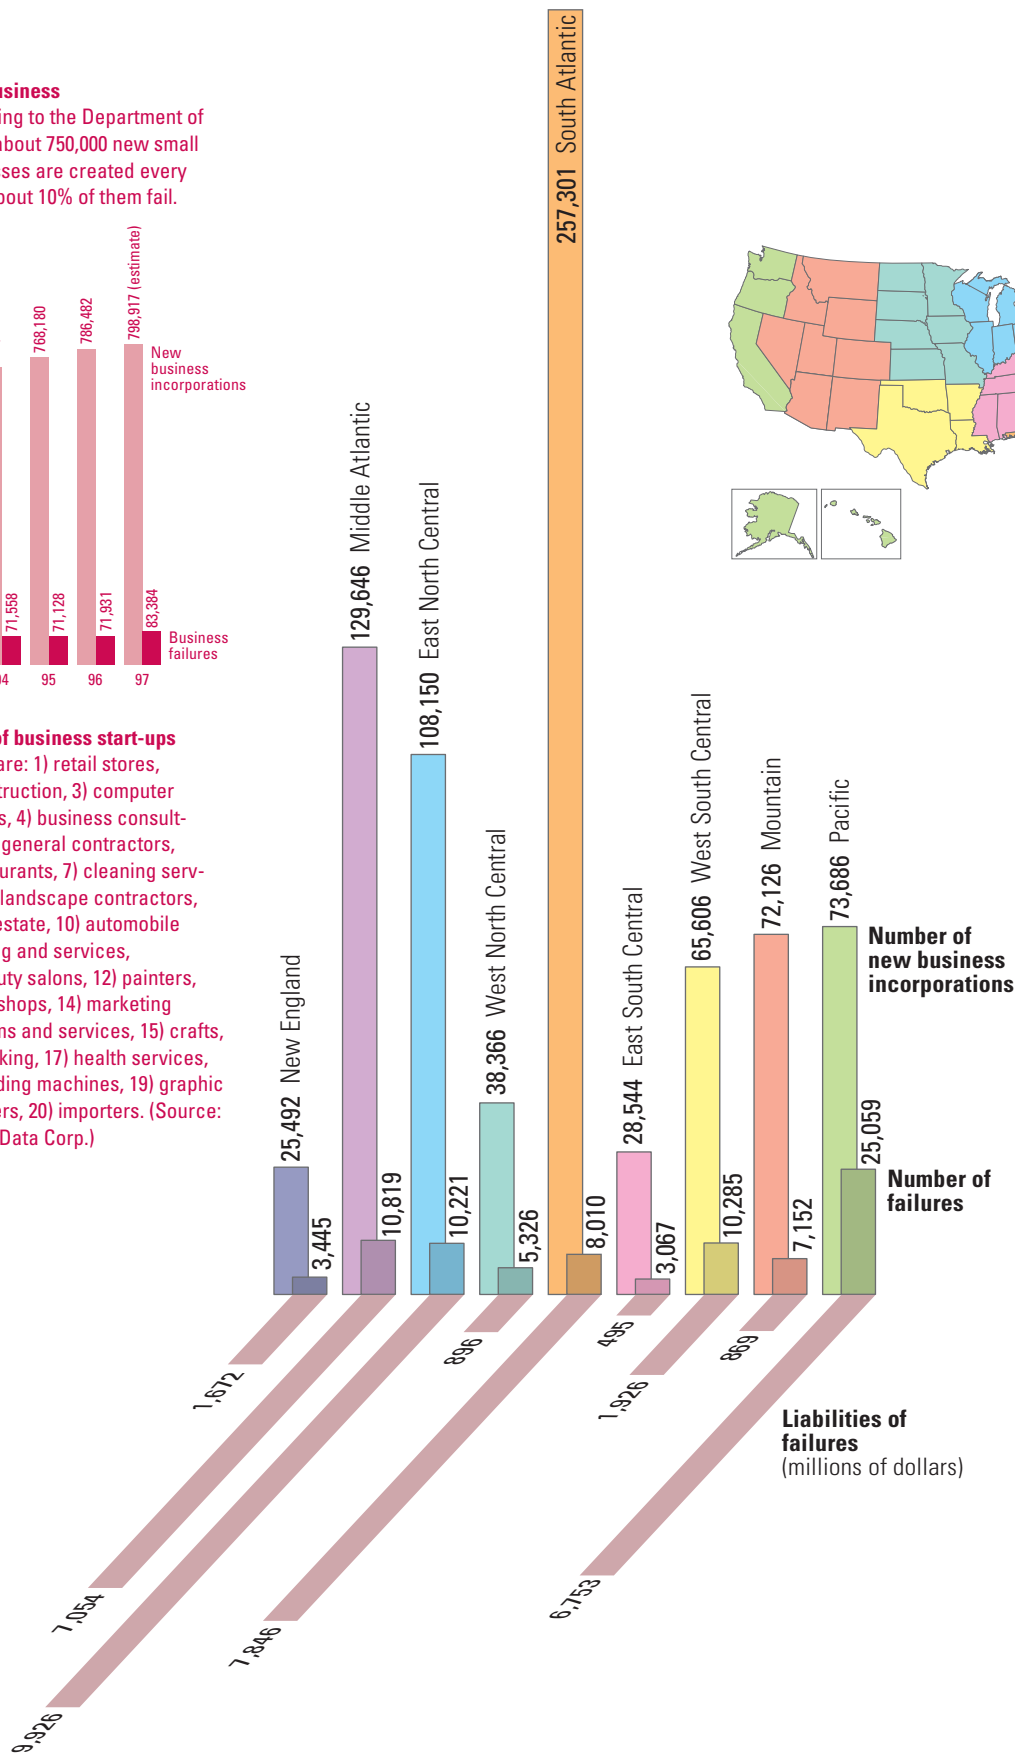 usiness
ing to the Department of
about 750,000 new small
sses are created every
bout 10% of them fail.
768,180
786,482
798,917 (estimate)
New
business
incorporations
71,558
71,128
71,931
83,384
Business
failures
94
95
96
97
of business start-ups
are: 1) retail stores,
truction, 3) computer
s, 4) business consult-
general contractors,
urants, 7) cleaning serv-
landscape contractors,
estate, 10) automobile
g and services,
uty salons, 12) painters,
shops, 14) marketing
ms and services, 15) crafts,
king, 17) health services,
ding machines, 19) graphic
ers, 20) importers. (Source:
Data Corp.)
25,492 New England
129,646 Middle Atlantic
108,150 East North Central
38,366 West North Central
257,301 South Atlantic
28,544 East South Central
65,606 West South Central
72,126 Mountain
73,686 Pacific
Number of
new business
incorporations
3,445
10,819
10,221
5,326
8,010
3,067
10,285
7,152
25,059
Number of
failures
1,672
7,054
9,926
896
7,846
495
1,926
869
6,753
Liabilities of
failures
(millions of dollars)